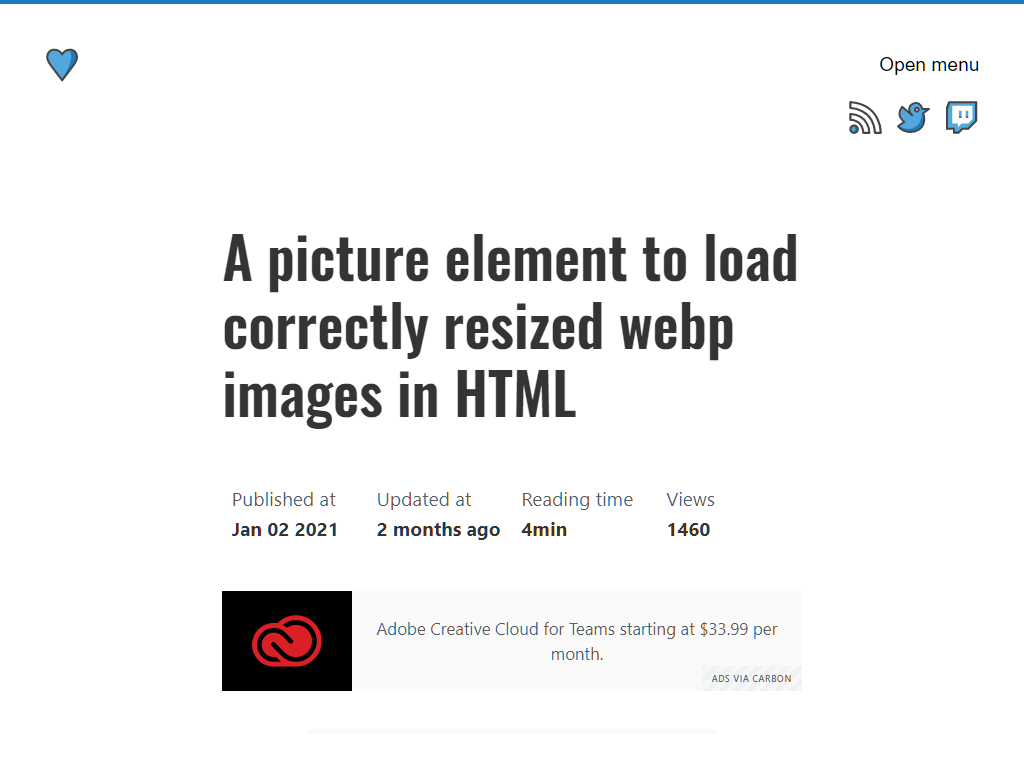 Open menu
A picture element to load
correctly resized webp
images in HTML
Published at
Jan 02 2021
Updated at
2 months ago
Reading time
4min
Views
1460
Adobe Creative Cloud for Teams starting at $33.99 per
month.
ADS VIA CARBON